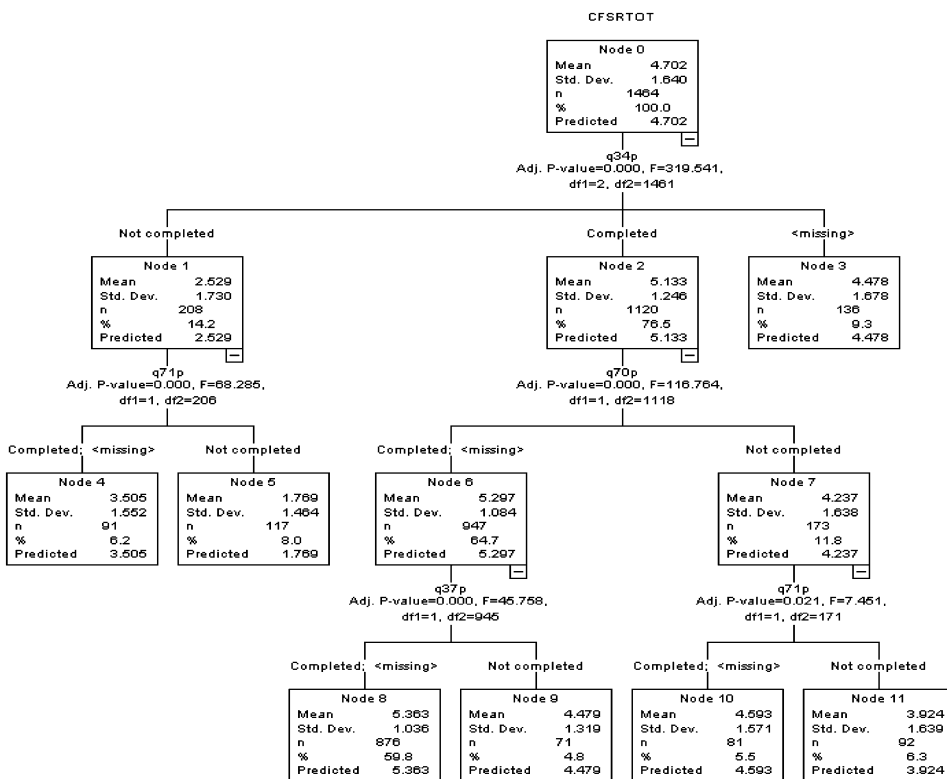 CFSRTOT
Node 0
Mean 4.702
Std. Dev. 1.640
n 1464
% 100.0
Predicted 4.702
q34p
Adj. P-value=0.000, F=319.541,
df1=2, df2=1461
Not completed
Completed
<missing>
Node 1
Mean 2.529
Std. Dev. 1.730
n 208
% 14.2
Predicted 2.529
Node 2
Mean 5.133
Std. Dev. 1.246
n 1120
% 76.5
Predicted 5.133
Node 3
Mean 4.478
Std. Dev. 1.678
n 136
% 9.3
Predicted 4.478
q71p
Adj. P-value=0.000, F=68.285,
df1=1, df2=206
q70p
Adj. P-value=0.000, F=116.764,
df1=1, df2=1118
Completed; <missing>
Not completed
Completed; <missing>
Not completed
Node 4
Mean 3.505
Std. Dev. 1.552
n 91
% 6.2
Predicted 3.505
Node 5
Mean 1.769
Std. Dev. 1.464
n 117
% 8.0
Predicted 1.769
Node 6
Mean 5.297
Std. Dev. 1.084
n 947
% 64.7
Predicted 5.297
Node 7
Mean 4.237
Std. Dev. 1.638
n 173
% 11.8
Predicted 4.237
q37p
Adj. P-value=0.000, F=45.758,
df1=1, df2=945
q71p
Adj. P-value=0.021, F=7.451,
df1=1, df2=171
Completed; <missing>
Not completed
Completed; <missing>
Not completed
Node 8
Mean 5.363
Std. Dev. 1.036
n 876
% 59.8
Predicted 5.363
Node 9
Mean 4.479
Std. Dev. 1.319
n 71
% 4.8
Predicted 4.479
Node 10
Mean 4.593
Std. Dev. 1.571
n 81
% 5.5
Predicted 4.593
Node 11
Mean 3.924
Std. Dev. 1.639
n 92
% 6.3
Predicted 3.924